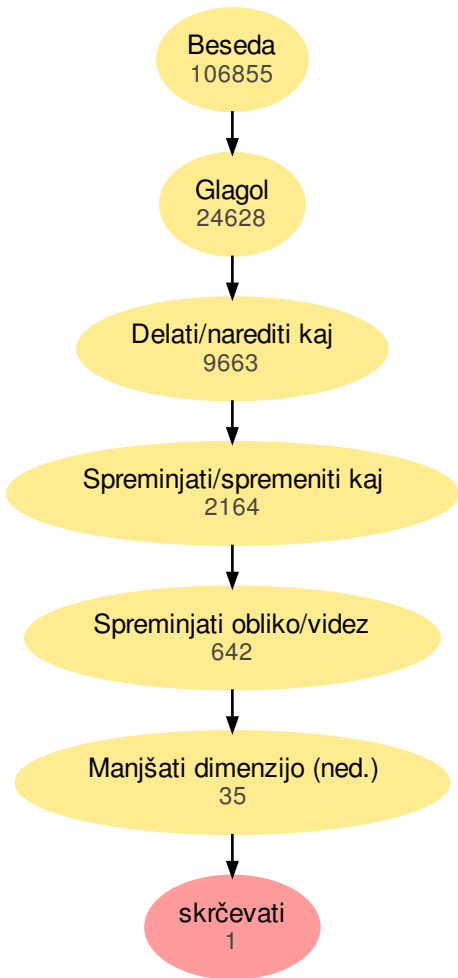 Beseda
106855
Glagol
24628
Delati/narediti kaj
9663
Spreminjati/spremeniti kaj
2164
Spreminjati obliko/videz
642
Manjšati dimenzijo (ned.)
35
skrčevati
1